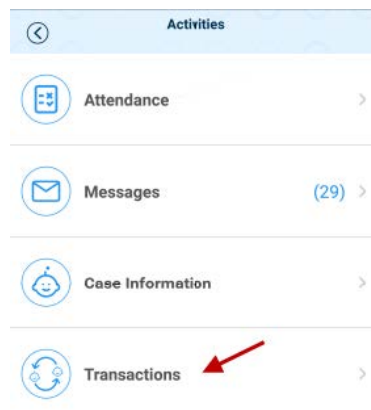 Activities
Attendance
Messages (29)
Case Information
Transactions